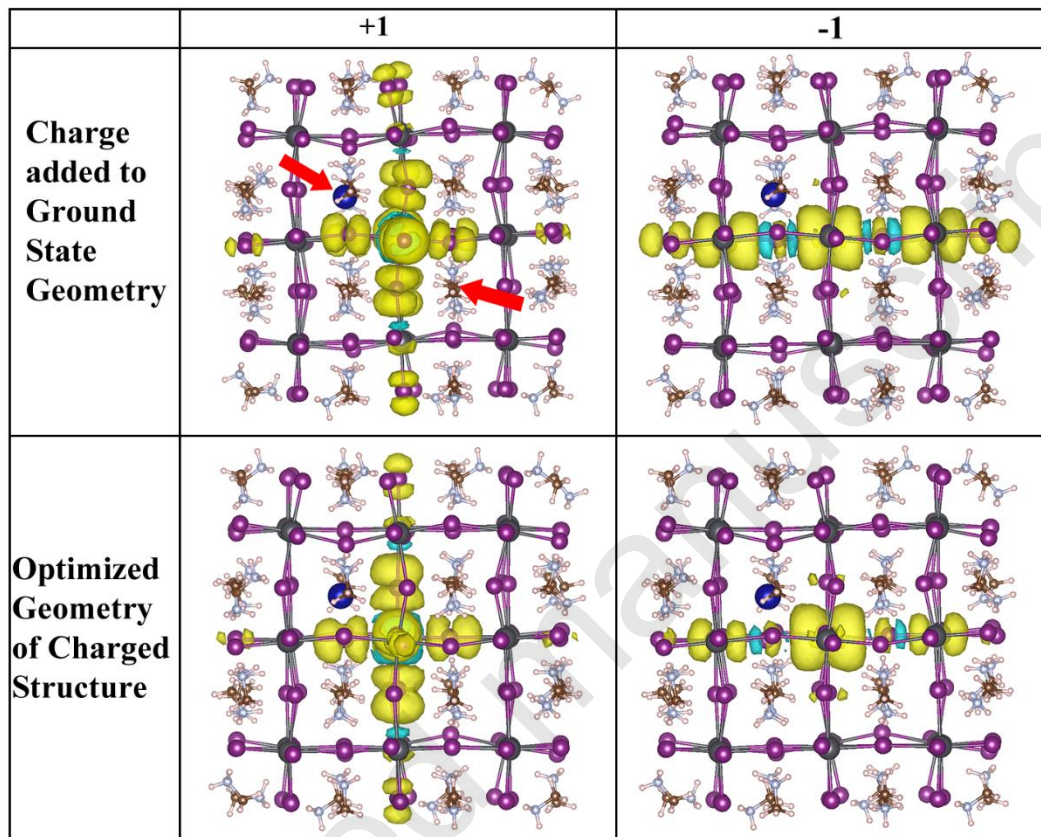 +1
-1
Charge
added to
Ground
State
Geometry
Optimized
Geometry
of Charged
Structure